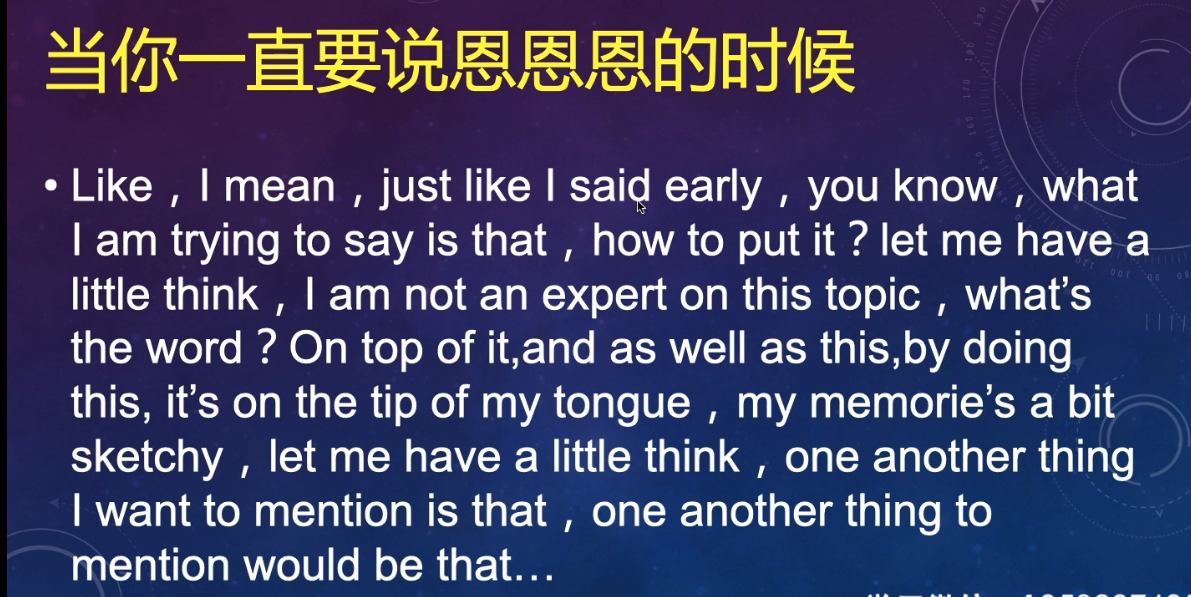 当你一直要说恩恩恩的时候
• Like，I mean，just like I said early，you know，what
I am trying to say is that，how to put it？let me have a
little think，I am not an expert on this topic，what’s
the word？On top of it,and as well as this,by doing
this, it’s on the tip of my tongue，my memorie’s a bit
sketchy，let me have a little think，one another thing
I want to mention is that，one another thing to
mention would be that…